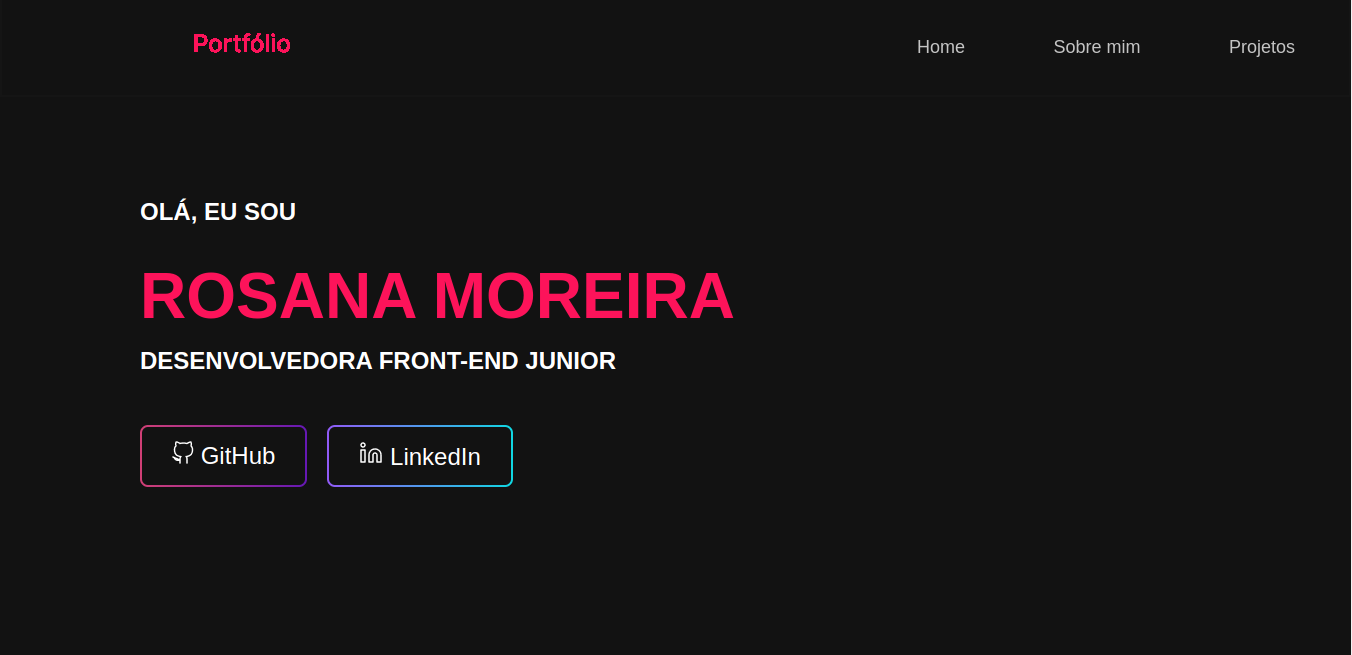 Portfólio
Home Sobre mim Projetos
OLÁ, EU SOU
ROSANA MOREIRA
DESENVOLVEDORA FRONT-END JUNIOR
GitHub LinkedIn